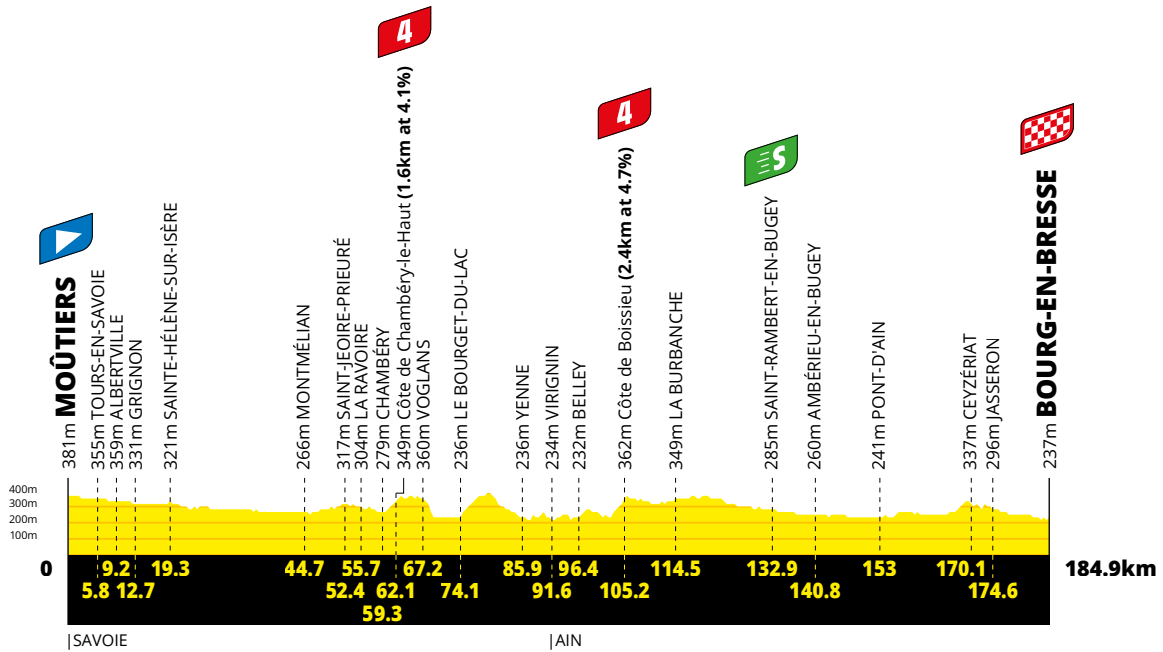 4
4
S
381m MOÛTIERS
355m TOURS-EN-SAVOIE
359m ALBERTVILLE
331m GRIGNON
321m SAINTE-HÉLÈNE-SUR-ISÈRE
266m MONTMÉLIAN
317m SAINT-JEOIRE-PRIEURÉ
304m LA RAVOIRE
279m CHAMBÉRY
349m Côte de Chambéry-le-Haut (1.6km at 4.1%)
360m VOGLANS
236m LE BOURGET-DU-LAC
236m YENNE
234m VIRIGNIN
232m BELLEY
362m Côte de Boissieu (2.4km at 4.7%)
349m LA BURBANCHE
285m SAINT-RAMBERT-EN-BUGEY
260m AMBÉRIEU-EN-BUGEY
241m PONT-D'AIN
337m CEYZÉRIAT
296m JASSERON
237m BOURG-EN-BRESSE
400m
300m
200m
100m
0 9.2 19.3 44.7 55.7 67.2 85.9 96.4 114.5 132.9 153 170.1 184.9km
5.8 12.7 52.4 62.1 74.1 91.6 105.2 140.8 174.6
59.3
|SAVOIE |AIN